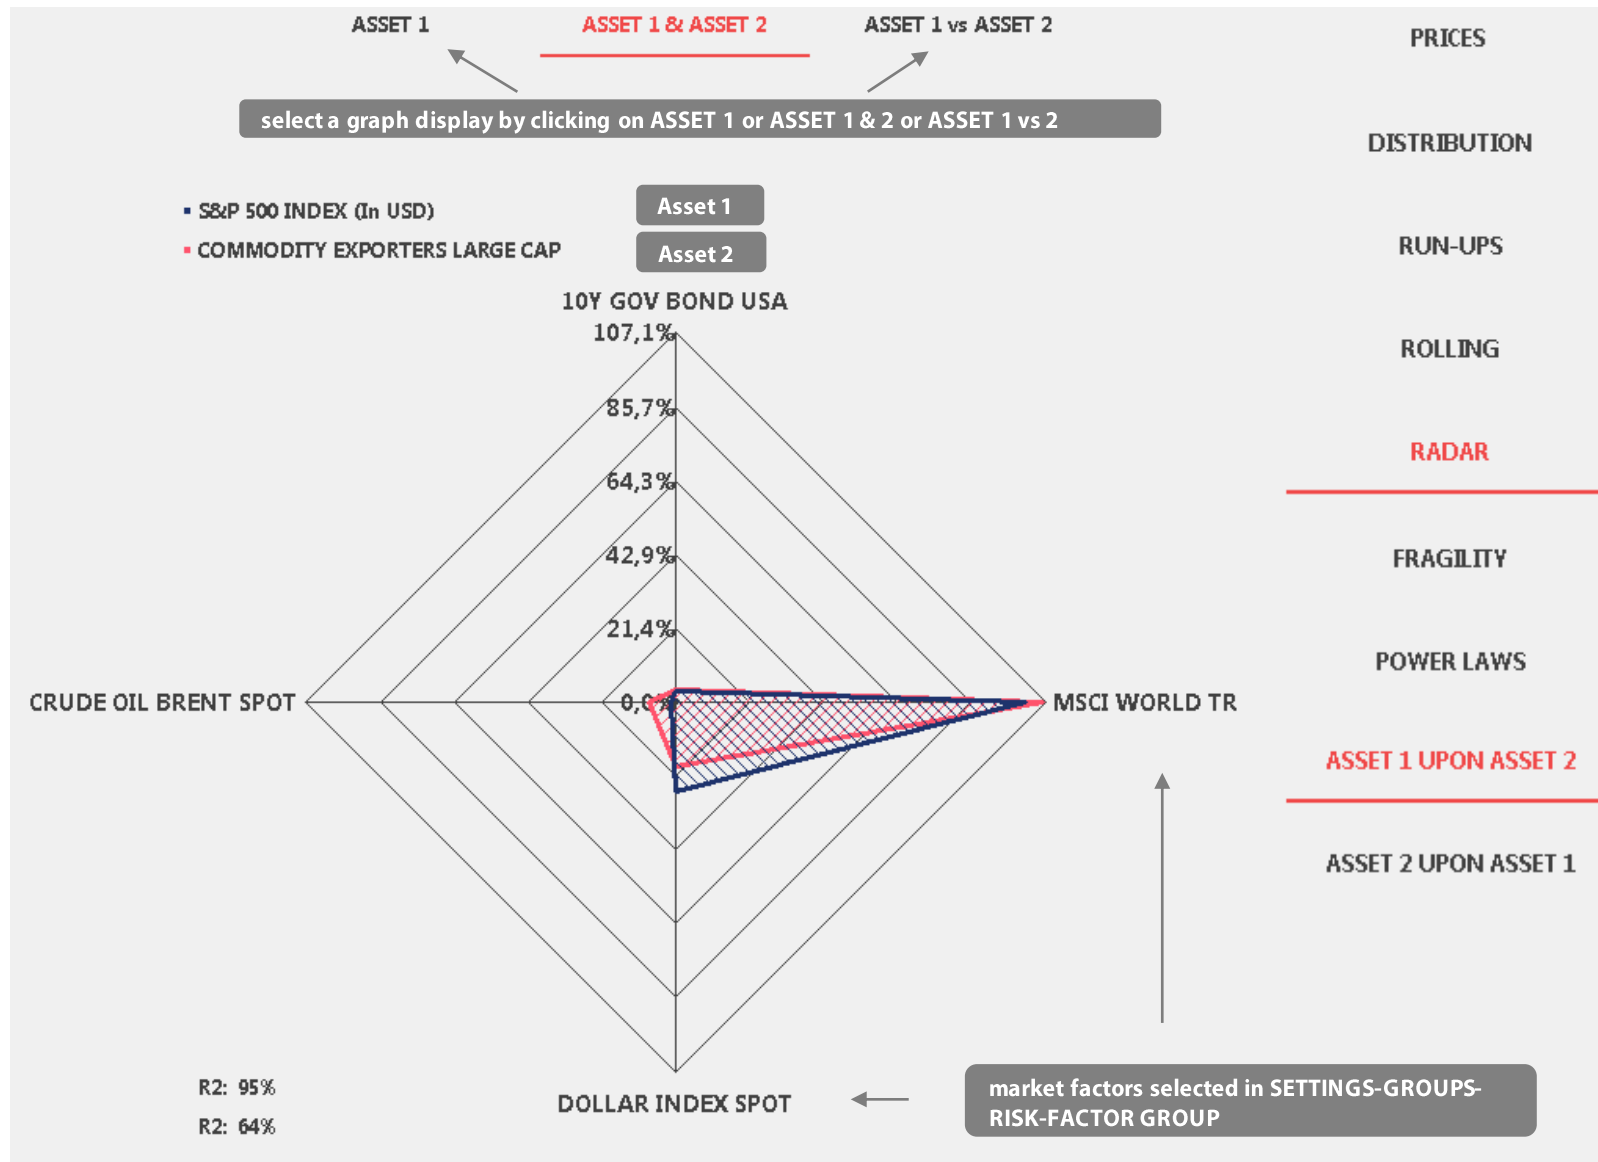 ASSET 1
ASSET 1 & ASSET 2
ASSET 1 vs ASSET 2
select a graph display by clicking on ASSET 1 or ASSET 1 & 2 or ASSET 1 vs 2
S&P 500 INDEX (In USD)
Asset 1
COMMODITY EXPORTERS LARGE CAP
Asset 2
10Y GOV BOND USA
107,1%
85,7%
64,3%
42,9%
21,4%
0,0%
CRUDE OIL BRENT SPOT
MSCI WORLD TR
DOLLAR INDEX SPOT
R2: 95%
R2: 64%
market factors selected in SETTINGS-GROUPS-
RISK-FACTOR GROUP
PRICES
DISTRIBUTION
RUN-UPS
ROLLING
RADAR
FRAGILITY
POWER LAWS
ASSET 1 UPON ASSET 2
ASSET 2 UPON ASSET 1